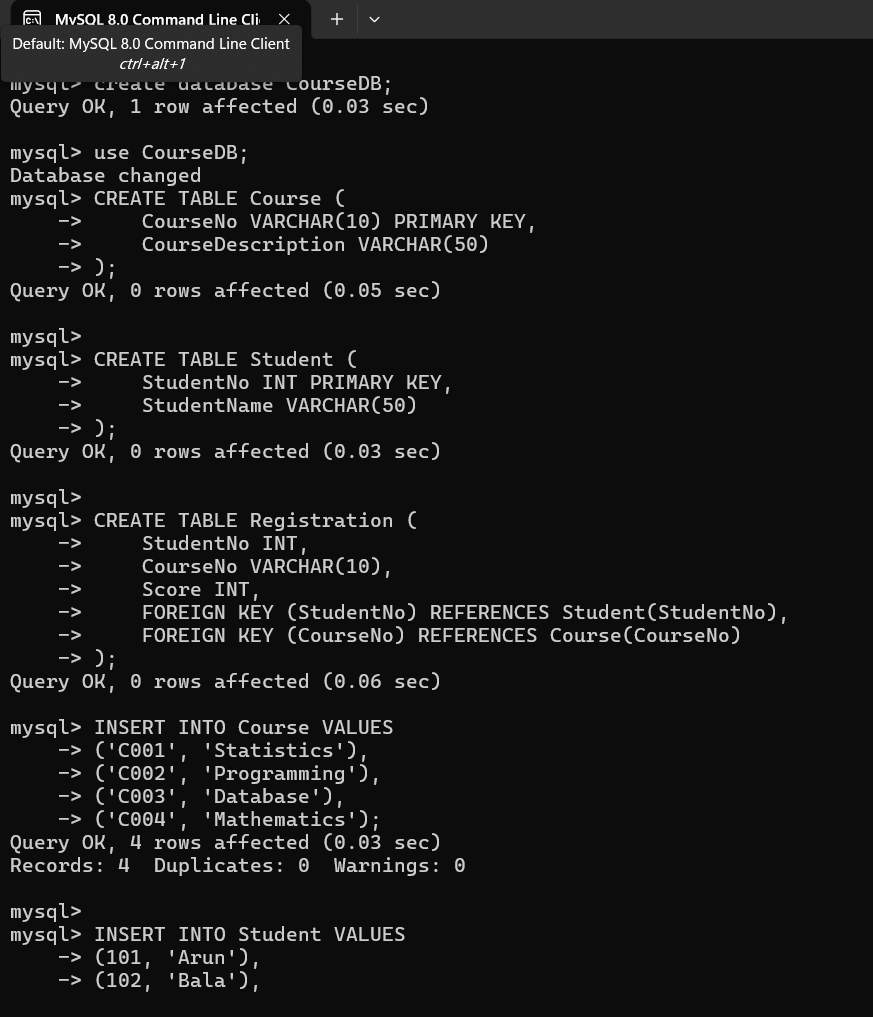 MySQL 8.0 Command Line Cli
Default: MySQL 8.0 Command Line Client
ctrl+alt+1
mysql> create database CourseDB;
Query OK, 1 row affected (0.03 sec)
mysql> use CourseDB;
Database changed
mysql> CREATE TABLE Course (
    ->     CourseNo VARCHAR(10) PRIMARY KEY,
    ->     CourseDescription VARCHAR(50)
    -> );
Query OK, 0 rows affected (0.05 sec)
mysql>
mysql> CREATE TABLE Student (
    ->     StudentNo INT PRIMARY KEY,
    ->     StudentName VARCHAR(50)
    -> );
Query OK, 0 rows affected (0.03 sec)
mysql>
mysql> CREATE TABLE Registration (
    ->     StudentNo INT,
    ->     CourseNo VARCHAR(10),
    ->     Score INT,
    ->     FOREIGN KEY (StudentNo) REFERENCES Student(StudentNo),
    ->     FOREIGN KEY (CourseNo) REFERENCES Course(CourseNo)
    -> );
Query OK, 0 rows affected (0.06 sec)
mysql> INSERT INTO Course VALUES
    -> ('C001', 'Statistics'),
    -> ('C002', 'Programming'),
    -> ('C003', 'Database'),
    -> ('C004', 'Mathematics');
Query OK, 4 rows affected (0.03 sec)
Records: 4  Duplicates: 0  Warnings: 0
mysql>
mysql> INSERT INTO Student VALUES
    -> (101, 'Arun'),
    -> (102, 'Bala'),